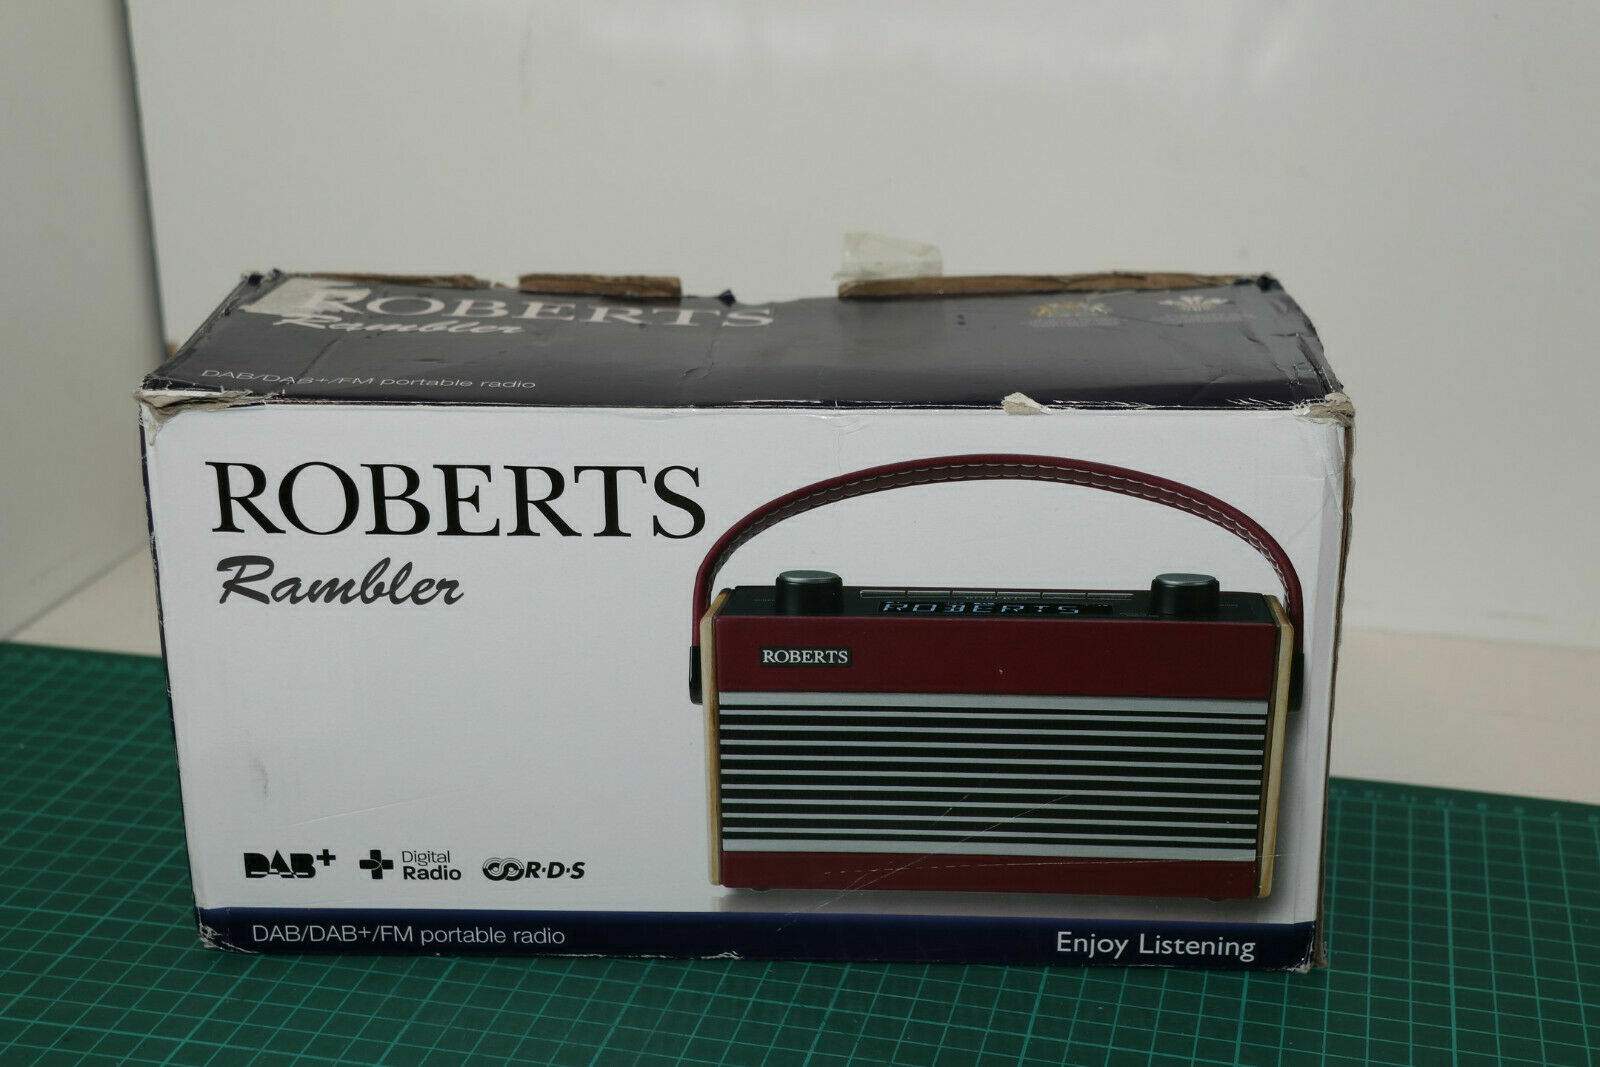 ROBERTS
Rambler
DAB/DAB+/FM portable radio
ROBERTS
Rambler
ROBERTS
ROBERTS
DAB+
Digital
Radio
R·D·S
DAB/DAB+/FM portable radio
Enjoy Listening